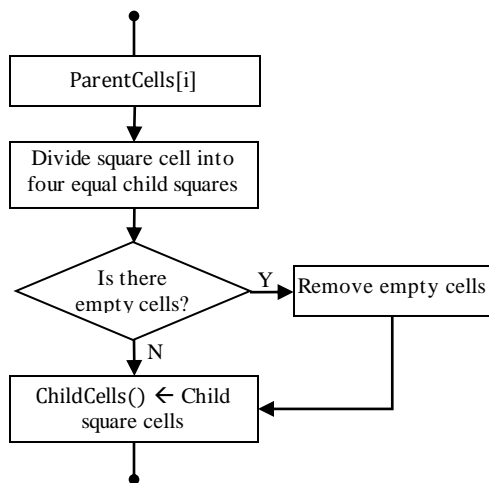 ParentCells[i]
Divide square cell into
four equal child squares
Is there
empty cells?
Y
Remove empty cells
N
ChildCells() ← Child
square cells